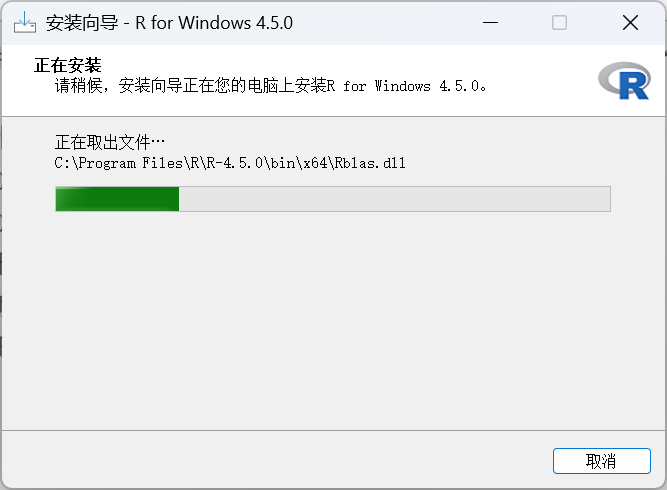 安装向导 - R for Windows 4.5.0
正在安装
请稍候，安装向导正在您的电脑上安装R for Windows 4.5.0。
R
正在取出文件…
C:\Program Files\R\R-4.5.0\bin\x64\Rblas.dll
取消